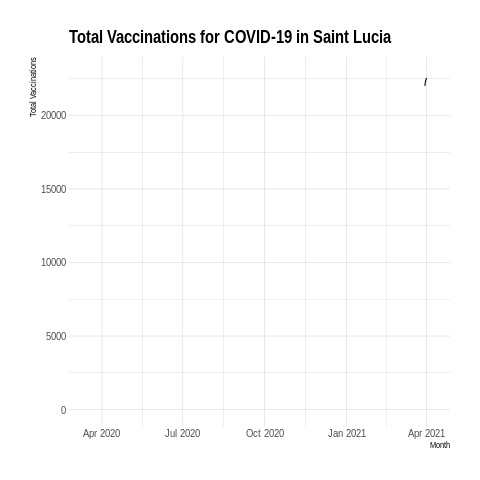 Total Vaccinations for COVID-19 in Saint Lucia
Total Vaccinations
20000
15000
10000
5000
0
Apr 2020 Jul 2020 Oct 2020 Jan 2021 Apr 2021
Month